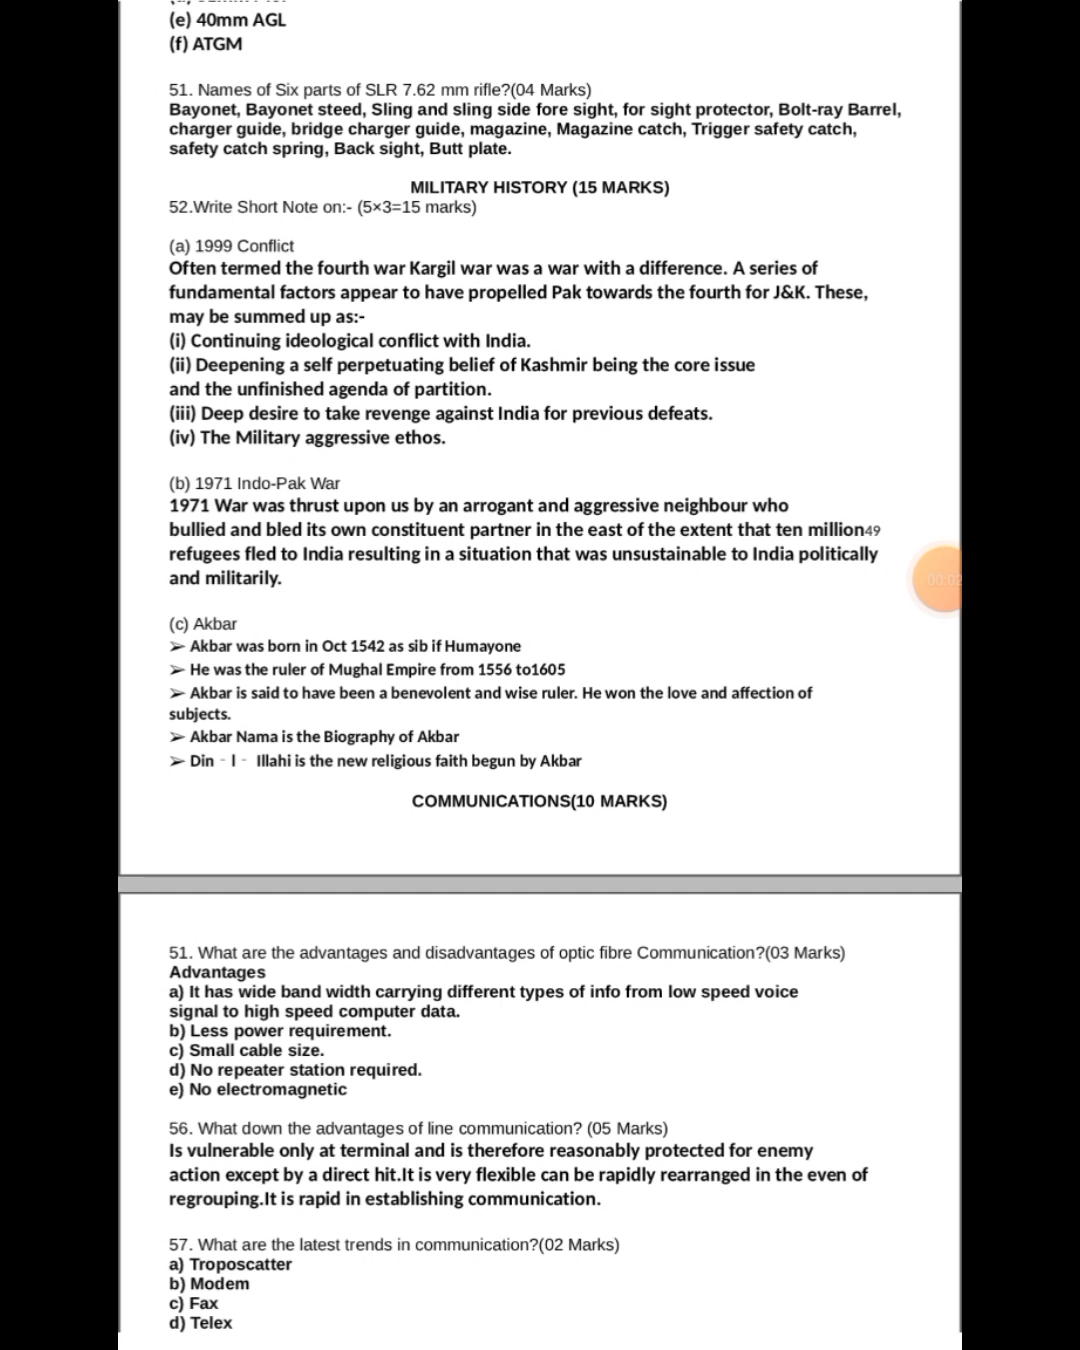 (e) 40mm AGL
(f) ATGM
51. Names of Six parts of SLR 7.62 mm rifle?(04 Marks)
Bayonet, Bayonet steed, Sling and sling side fore sight, for sight protector, Bolt-ray Barrel,
charger guide, bridge charger guide, magazine, Magazine catch, Trigger safety catch,
safety catch spring, Back sight, Butt plate.
MILITARY HISTORY (15 MARKS)
52.Write Short Note on:- (5×3=15 marks)
(a) 1999 Conflict
Often termed the fourth war Kargil war was a war with a difference. A series of
fundamental factors appear to have propelled Pak towards the fourth for J&K. These,
may be summed up as:-
(i) Continuing ideological conflict with India.
(ii) Deepening a self perpetuating belief of Kashmir being the core issue
and the unfinished agenda of partition.
(iii) Deep desire to take revenge against India for previous defeats.
(iv) The Military aggressive ethos.
(b) 1971 Indo-Pak War
1971 War was thrust upon us by an arrogant and aggressive neighbour who
bullied and bled its own constituent partner in the east of the extent that ten million49
refugees fled to India resulting in a situation that was unsustainable to India politically
and militarily.
00:02
(c) Akbar
➢ Akbar was born in Oct 1542 as sib if Humayone
➢ He was the ruler of Mughal Empire from 1556 to1605
➢ Akbar is said to have been a benevolent and wise ruler. He won the love and affection of
subjects.
➢ Akbar Nama is the Biography of Akbar
➢ Din - I - Illahi is the new religious faith begun by Akbar
COMMUNICATIONS(10 MARKS)
51. What are the advantages and disadvantages of optic fibre Communication?(03 Marks)
Advantages
a) It has wide band width carrying different types of info from low speed voice
signal to high speed computer data.
b) Less power requirement.
c) Small cable size.
d) No repeater station required.
e) No electromagnetic
56. What down the advantages of line communication? (05 Marks)
Is vulnerable only at terminal and is therefore reasonably protected for enemy
action except by a direct hit.It is very flexible can be rapidly rearranged in the even of
regrouping.It is rapid in establishing communication.
57. What are the latest trends in communication?(02 Marks)
a) Troposcatter
b) Modem
c) Fax
d) Telex